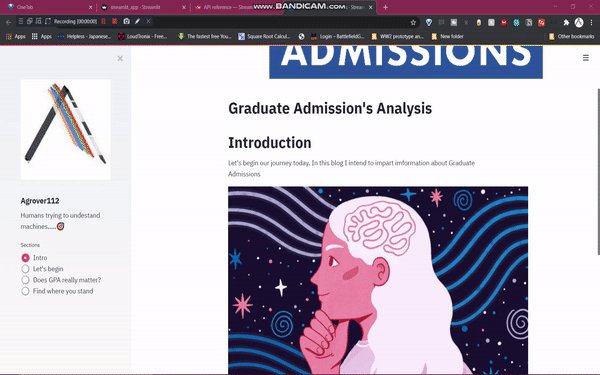 OneTab
streamlit_app · Streamlit
API reference — Stream
Stream
www.BANDICAM.com
Recording [00:00:00]
Apps
Helpless - Japanese...
LoudTronix - Free D...
The fastest free You...
Square Root Calcul...
Login ‹ BattlefieldG...
WW2 prototype an...
New folder
Other bookmarks
ADMISSIONS
Graduate Admission's Analysis
Introduction
Let's begin our journey today. In this blog I intend to impart imformation about Graduate
Admissions
Agrover112
Humans trying to undestand
machines.....
Sections
Intro
Let's begin
Does GPA really matter?
Find where you stand